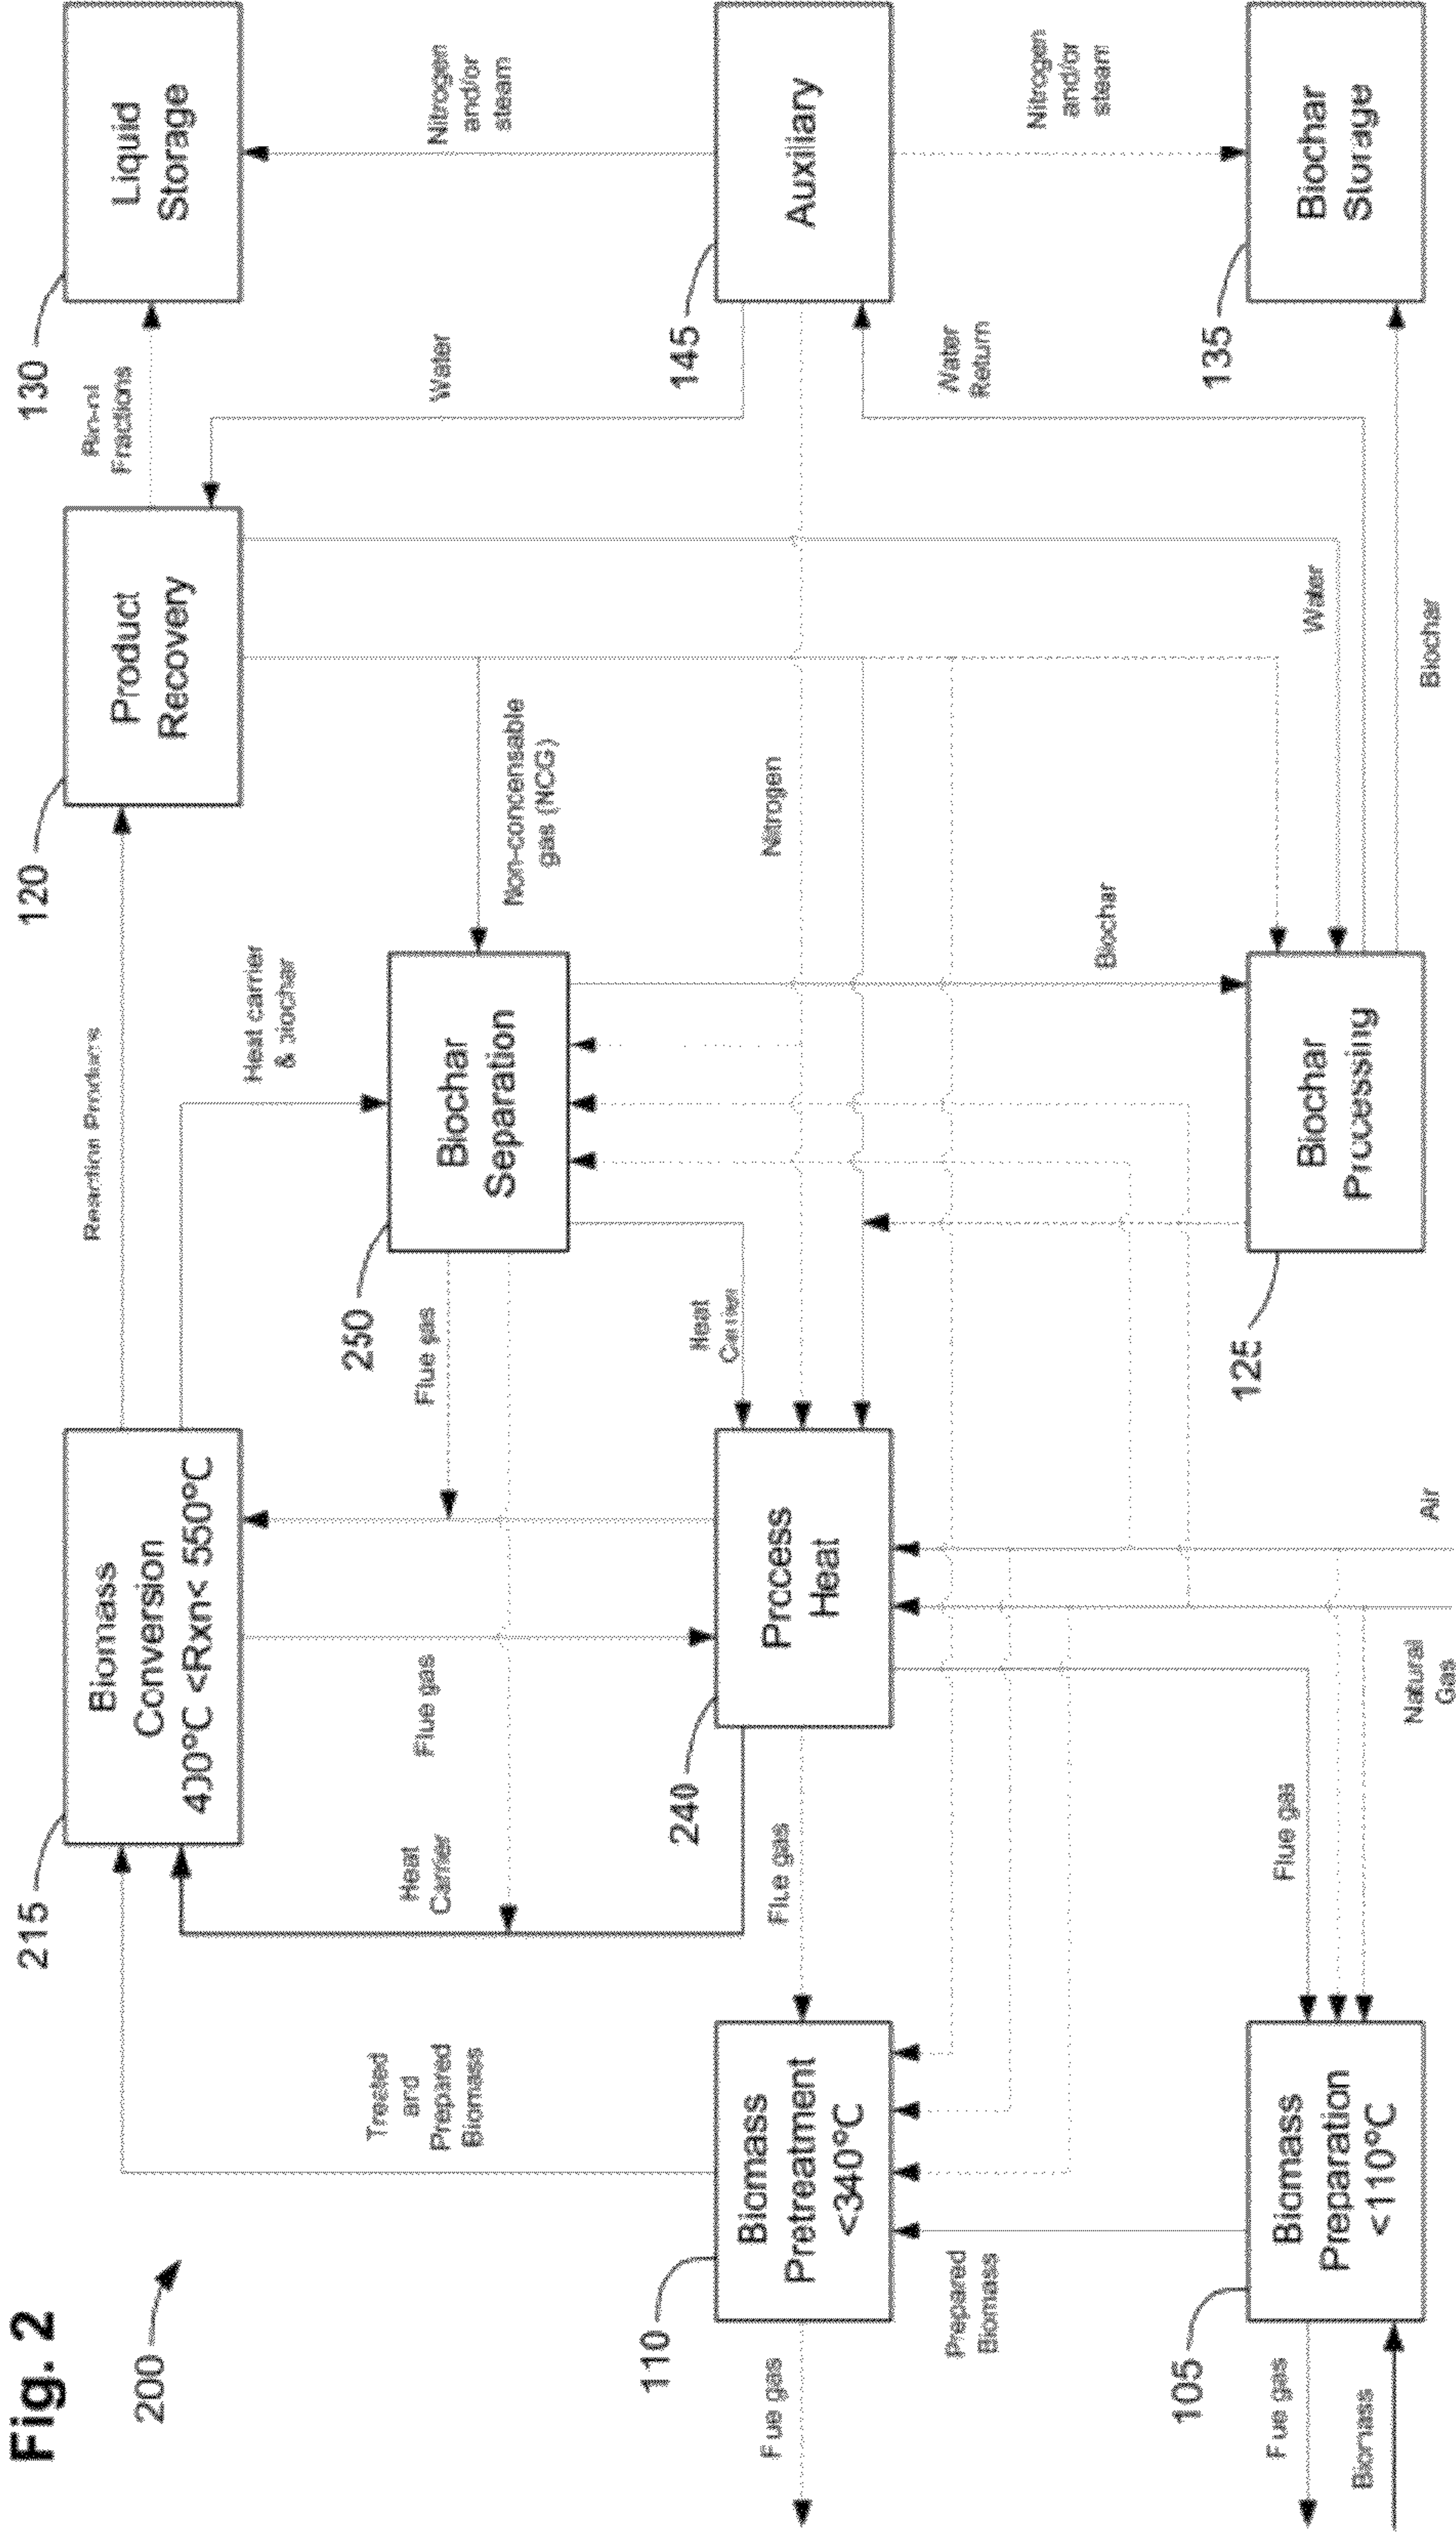 Fig. 2
200
215
Biomass
Conversion
400°C <Rxn< 550°C
Reaction Products
120
Product
Recovery
Fractions
130
Liquid
Storage
Treated
and
Prepared
Biomass
Heat
Carrier
Flue gas
Flue gas
Heat carrier
& biochar
250
Biochar
Separation
Non-concensable
gas (NCG)
Water
Nitrogen
and/or
steam
Flue gas
110
Biomass
Pretreatment
<340°C
Flue gas
240
Process
Heat
Heat
Carrier
Nitrogen
145
Auxiliary
Prepared
Biomass
Biochar
Water
Return
Nitrogen
and/or
steam
Flue gas
Biomass
105
Biomass
Preparation
<110°C
Flue gas
Natural
Gas
Air
125
Biochar
Processing
Water
Biochar
135
Biochar
Storage